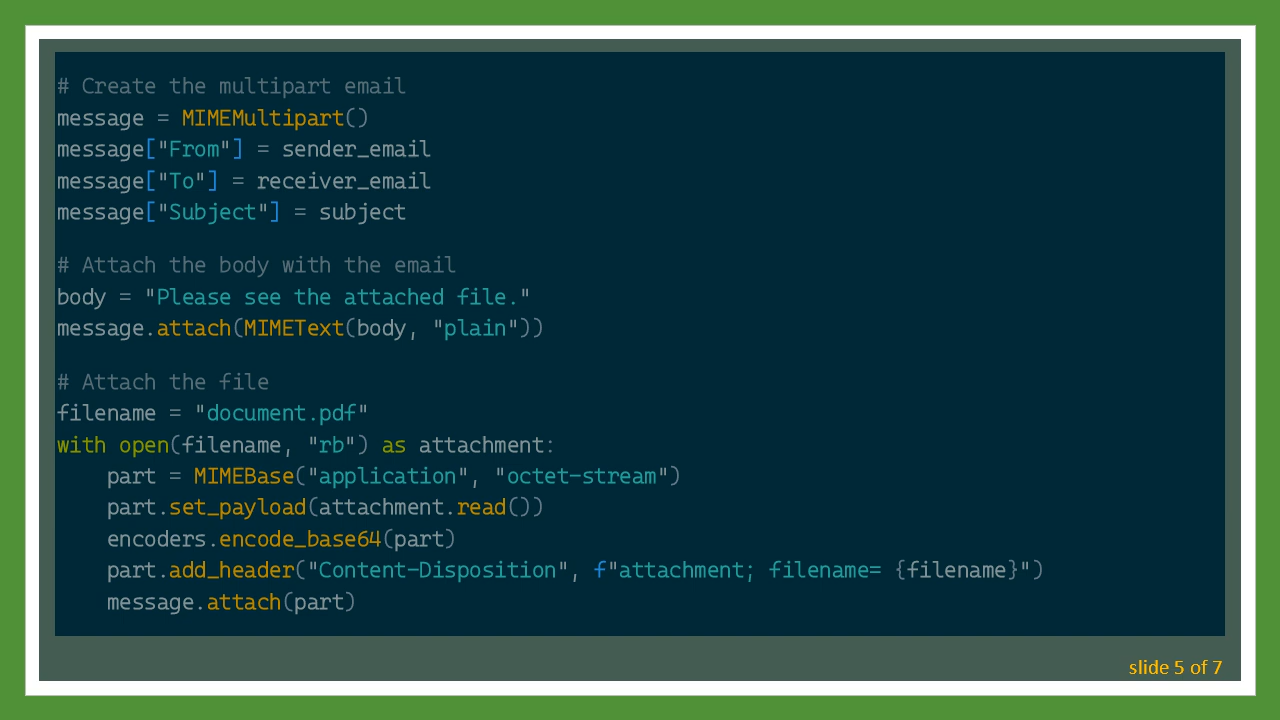 # Create the multipart email
message = MIMEMultipart()
message["From"] = sender_email
message["To"] = receiver_email
message["Subject"] = subject
# Attach the body with the email
body = "Please see the attached file."
message.attach(MIMEText(body, "plain"))
# Attach the file
filename = "document.pdf"
with open(filename, "rb") as attachment:
    part = MIMEBase("application", "octet-stream")
    part.set_payload(attachment.read())
    encoders.encode_base64(part)
    part.add_header("Content-Disposition", f"attachment; filename= {filename}")
    message.attach(part)
slide 5 of 7